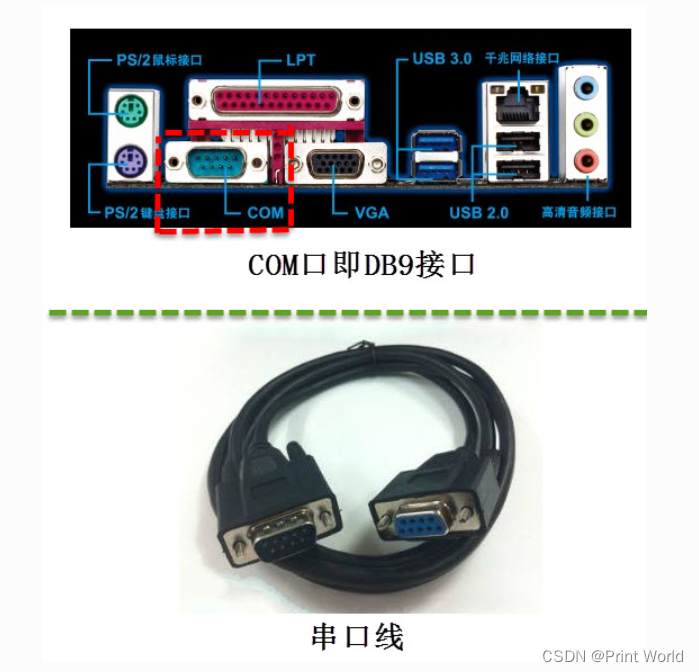 PS/2鼠标接口
LPT
USB 3.0
千兆网络接口
PS/2键盘接口
COM
VGA
USB 2.0
高清音频接口
COM口即DB9接口
串口线
CSDN @Print World